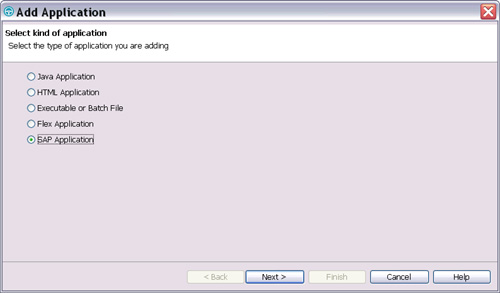 Add Application
Select kind of application
Select the type of application you are adding
Java Application
HTML Application
Executable or Batch File
Flex Application
SAP Application
< Back Next > Finish Cancel Help